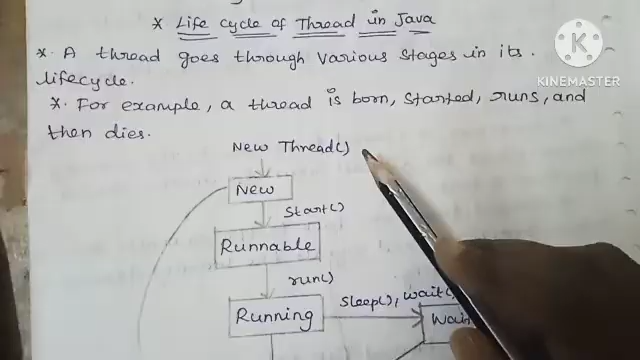 * Life cycle of Thread in Java
*. A thread goes through various stages in its.
lifecycle.
*. For example, a thread is born, started, runs, and
then dies.
New Thread()
New
Start()
Runnable
run()
Running
Sleep(), wait()
KINEMASTER